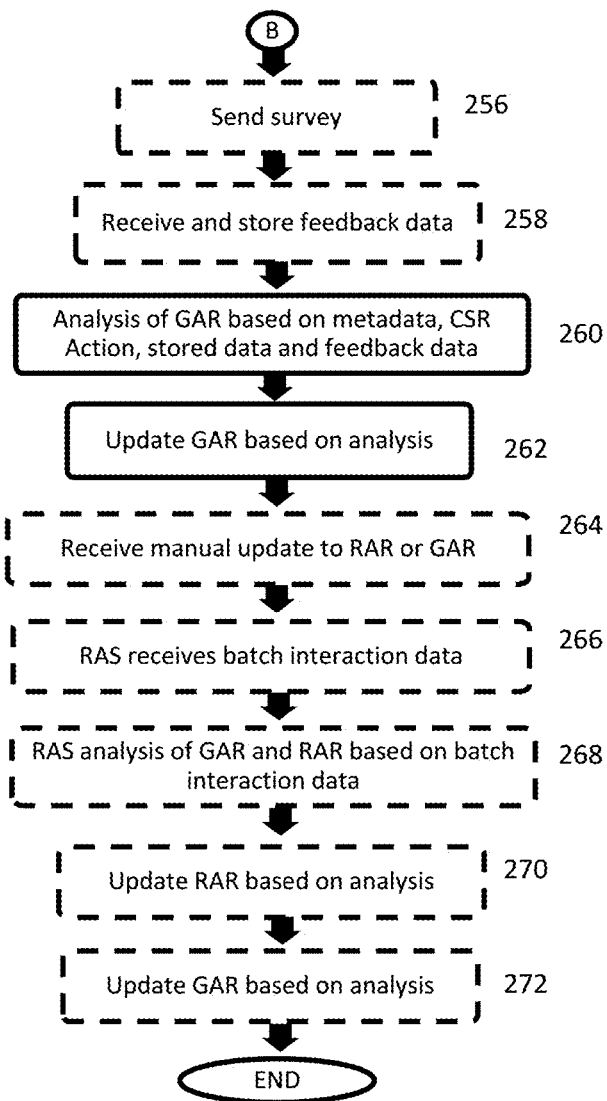 B
Send survey
256
Receive and store feedback data
258
Analysis of GAR based on metadata, CSR
Action, stored data and feedback data
260
Update GAR based on analysis
262
Receive manual update to RAR or GAR
264
RAS receives batch interaction data
266
RAS analysis of GAR and RAR based on batch
interaction data
268
Update RAR based on analysis
270
Update GAR based on analysis
272
END